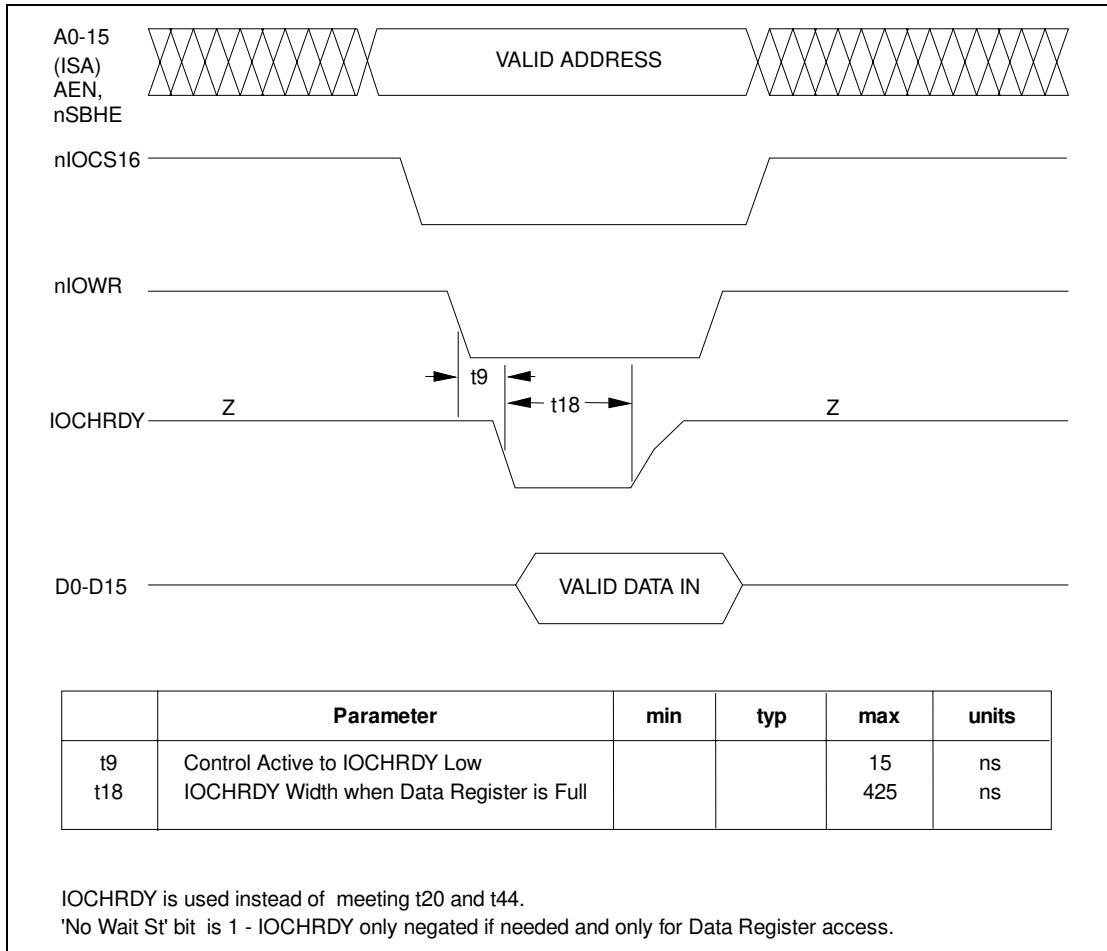 A0-15
(ISA)
AEN,
nSBHE
VALID ADDRESS
nIOCS16
nIOWR
t9
t18
IOCHRDY
Z
Z
D0-D15
VALID DATA IN
Parameter min typ max units
t9 Control Active to IOCHRDY Low 15 ns
t18 IOCHRDY Width when Data Register is Full 425 ns
IOCHRDY is used instead of meeting t20 and t44.
'No Wait St' bit is 1 - IOCHRDY only negated if needed and only for Data Register access.